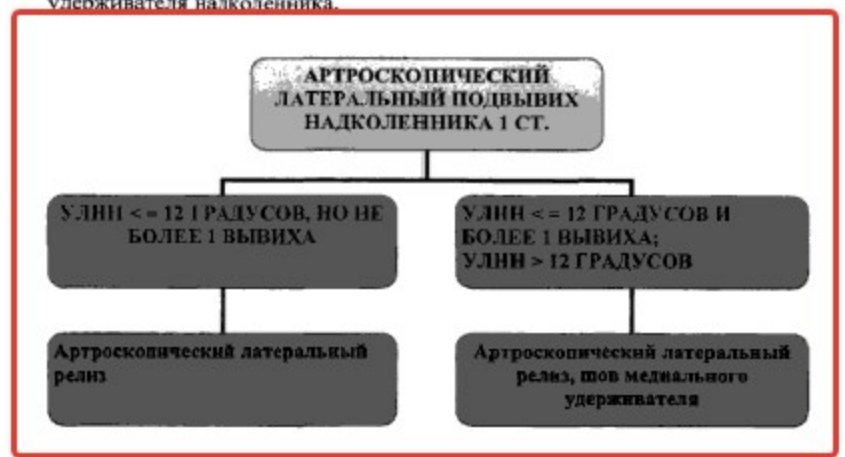 удерживателя надколенника.
АРТРОСКОПИЧЕСКИЙ
ЛАТЕРАЛЬНЫЙ ПОДВЫВИХ
НАДКОЛЕННИКА 1 СТ.
УЛНН < = 12 ГРАДУСОВ, НО НЕ
БОЛЕЕ 1 ВЫВИХА
УЛНН < = 12 ГРАДУСОВ И
БОЛЕЕ 1 ВЫВИХА;
УЛНН > 12 ГРАДУСОВ
Артроскопический латеральный
релиз
Артроскопический латеральный
релиз, шов медиального
удерживателя